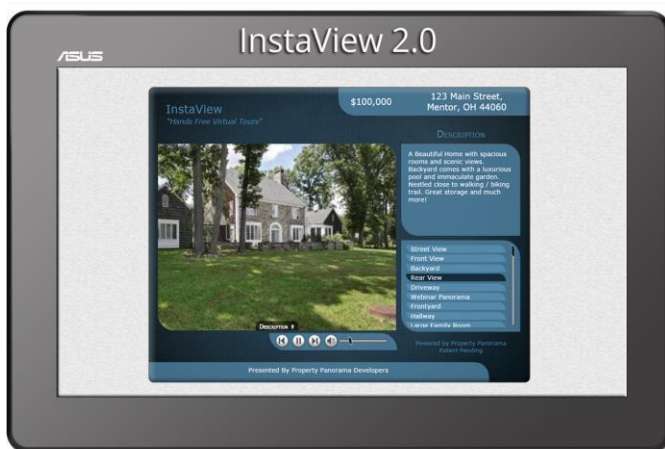 InstaView 2.0
ASUS
InstaView
"Hands Free Virtual Tours"
$100,000
123 Main Street,
Mentor, OH 44060
DESCRIPTION
A Beautiful Home with spacious
rooms and scenic views.
Backyard comes with a luxurious
pool and immaculate garden.
Nestled close to walking / biking
trail. Great storage and much
more!
Street View
Front View
Backyard
Rear View
Driveway
Webinar Panorama
Frontyard
Hallway
Large Family Room
DESCRIPTION
Powered by Property Panorama
Patent Pending
Presented By Property Panorama Developers